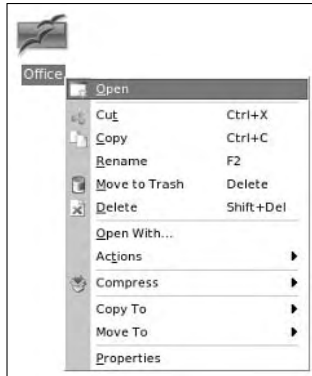 Office
Open
Cut Ctrl+X
Copy Ctrl+C
Rename F2
Move to Trash Delete
Delete Shift+Del
Open With...
Actions
Compress
Copy To
Move To
Properties